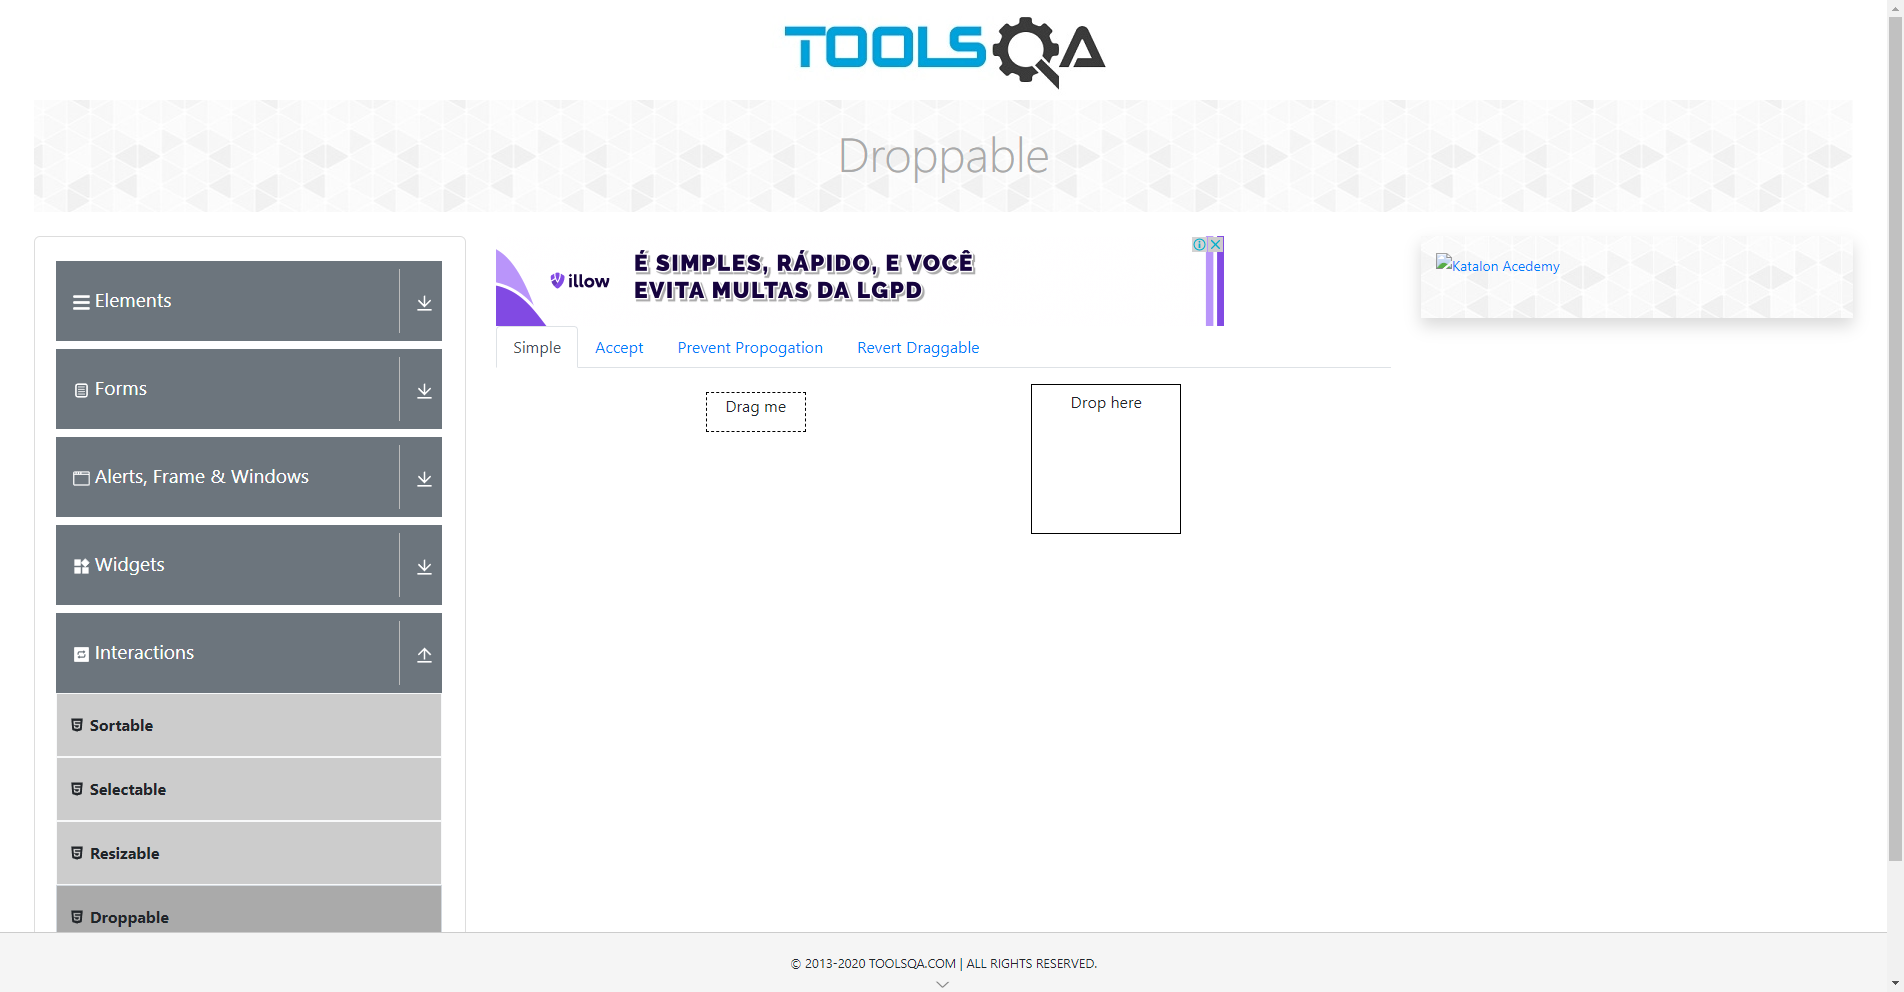 TOOLSQA
Droppable
Elements
Forms
Alerts, Frame & Windows
Widgets
Interactions
Sortable
Selectable
Resizable
Droppable
illow
É SIMPLES, RÁPIDO, E VOCÊ
EVITA MULTAS DA LGPD
Simple Accept Prevent Propogation Revert Draggable
Drag me
Drop here
Katalon Acedemy
© 2013-2020 TOOLSQA.COM | ALL RIGHTS RESERVED.